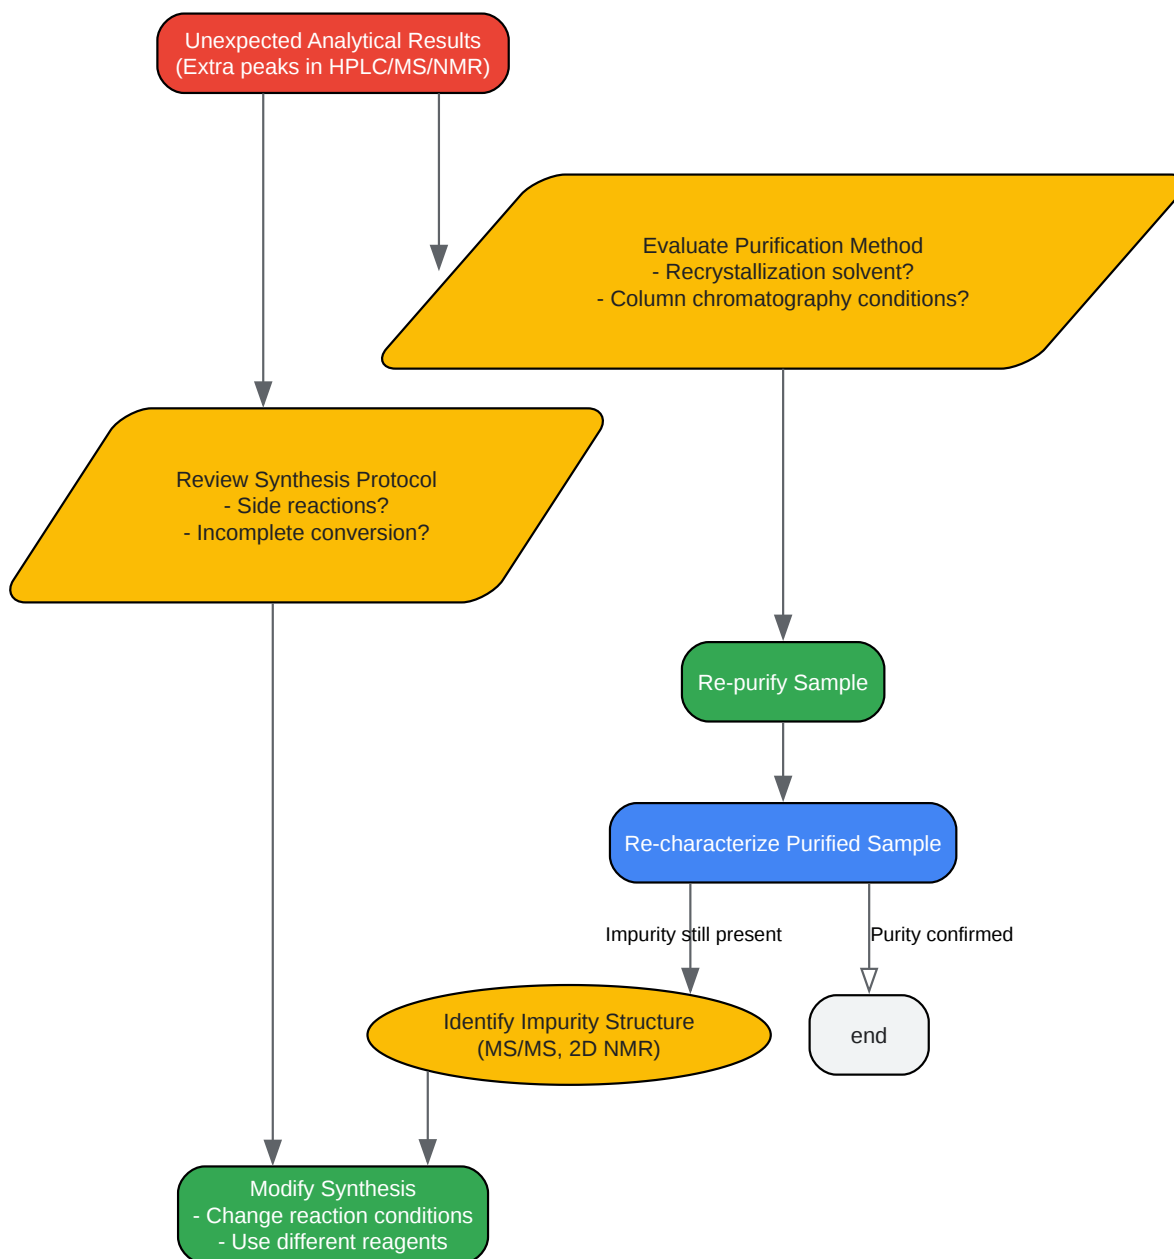 Unexpected Analytical Results
(Extra peaks in HPLC/MS/NMR)
Evaluate Purification Method
- Recrystallization solvent?
- Column chromatography conditions?
Review Synthesis Protocol
- Side reactions?
- Incomplete conversion?
Re-purify Sample
Re-characterize Purified Sample
Impurity still present
Purity confirmed
Identify Impurity Structure
(MS/MS, 2D NMR)
end
Modify Synthesis
- Change reaction conditions
- Use different reagents